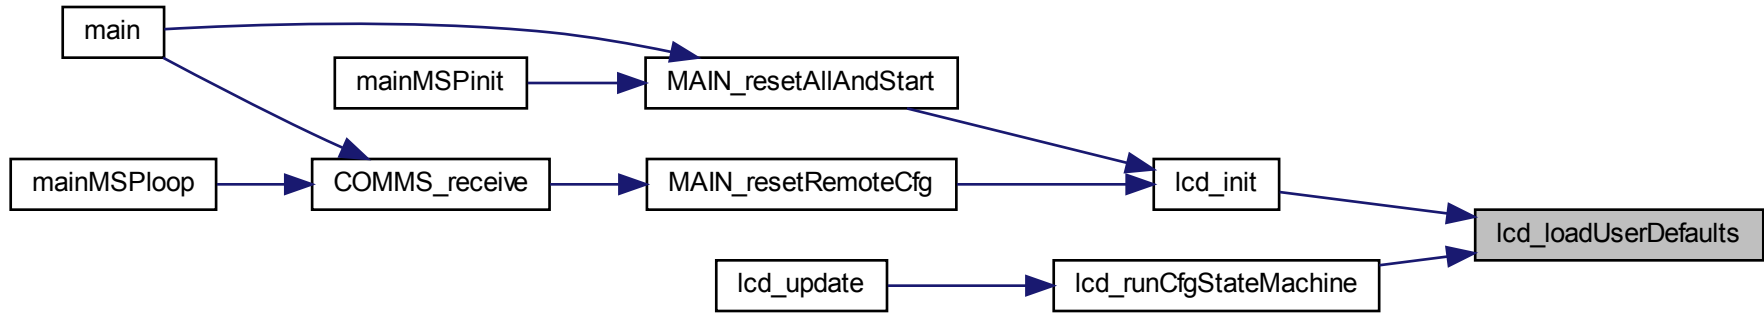 main
mainMSPinit
MAIN_resetAllAndStart
mainMSPloop
COMMS_receive
MAIN_resetRemoteCfg
lcd_init
lcd_loadUserDefaults
lcd_update
lcd_runCfgStateMachine